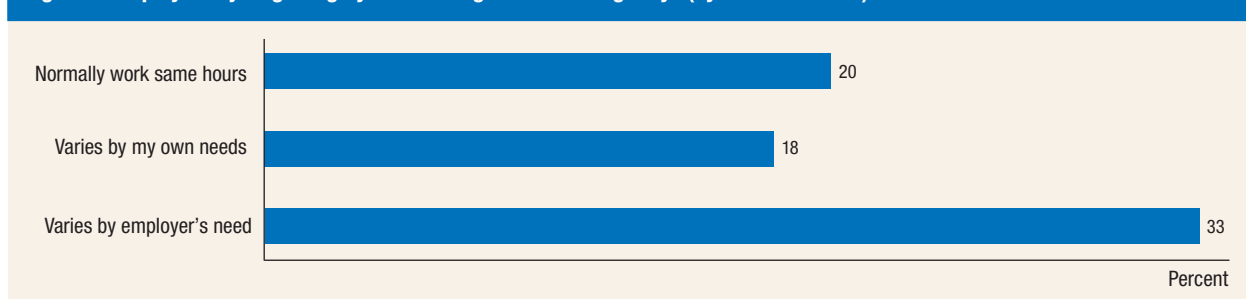 Normally work same hours
20
Varies by my own needs
18
Varies by employer's need
33
Percent